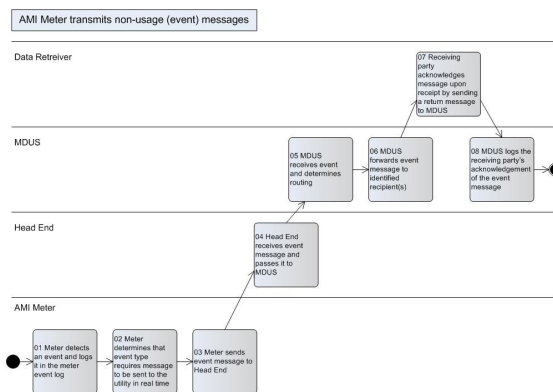 AMI Meter transmits non-usage (event) messages
Data Retreiver
07 Receiving
party
acknowledges
message upon
receipt by sending
a return message
to MDUS
MDUS
05 MDUS
receives event
and determines
routing
06 MDUS
forwards event
message to
identified
recipient(s)
08 MDUS logs the
receiving party's
acknowledgement
of the event
message
Head End
04 Head End
receives event
message and
passes it to
MDUS
AMI Meter
01 Meter detects
an event and logs
it in the meter
event log
02 Meter
determines that
event type
requires message
to be sent to the
utility in real time
03 Meter sends
event message to
Head End